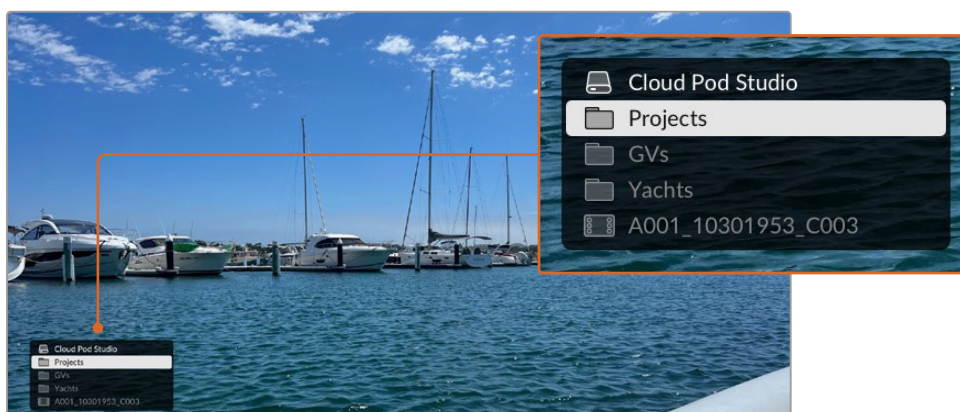 Cloud Pod Studio
Projects
GVs
Yachts
A001_10301953_C003
Cloud Pod Studio
Projects
GVs
Yachts
A001_10301953_C003